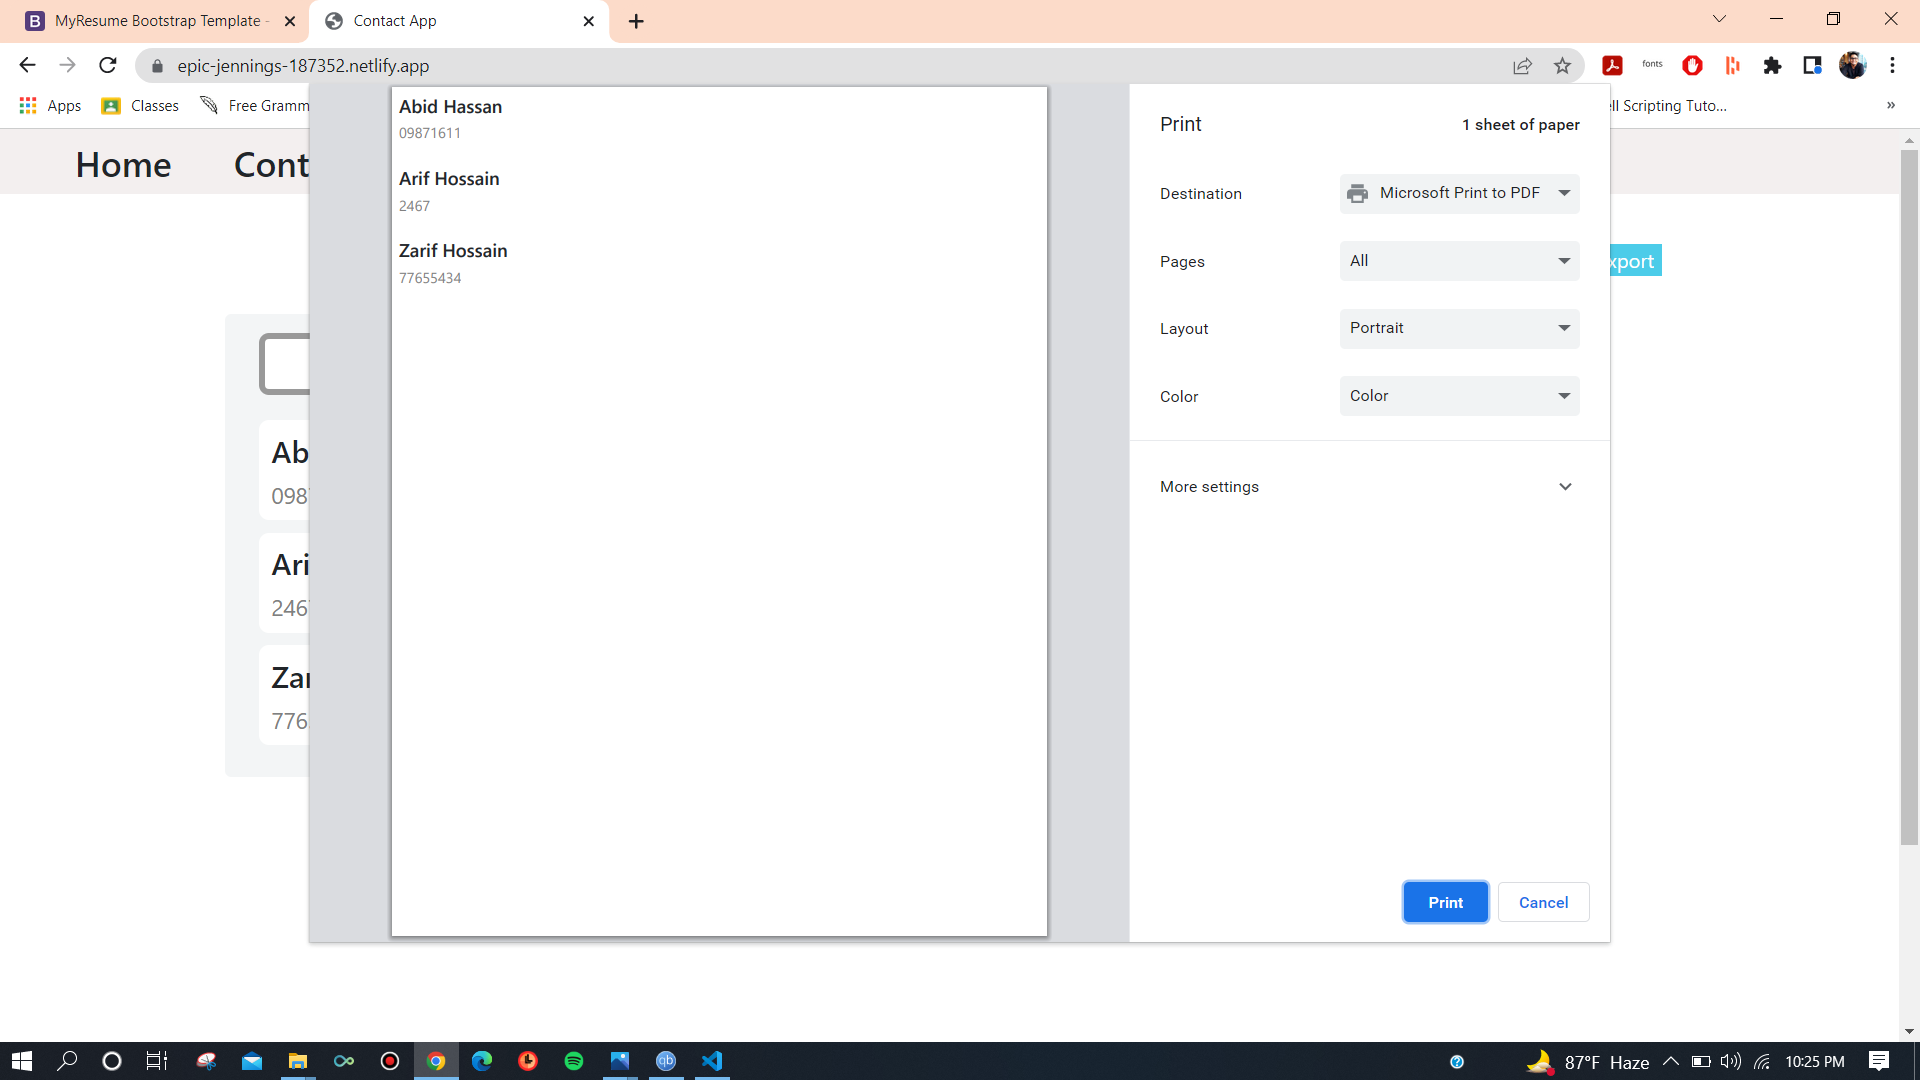 MyResume Bootstrap Template -
Contact App
epic-jennings-187352.netlify.app
fonts
Apps
Classes
Free Gramm
ell Scripting Tuto...
»
Home
Cont
xport
Ab
098
Ari
246
Zar
776
Abid Hassan
09871611
Arif Hossain
2467
Zarif Hossain
77655434
Print
1 sheet of paper
Destination
Microsoft Print to PDF
Pages
All
Layout
Portrait
Color
Color
More settings
Print
Cancel
87°F Haze
10:25 PM